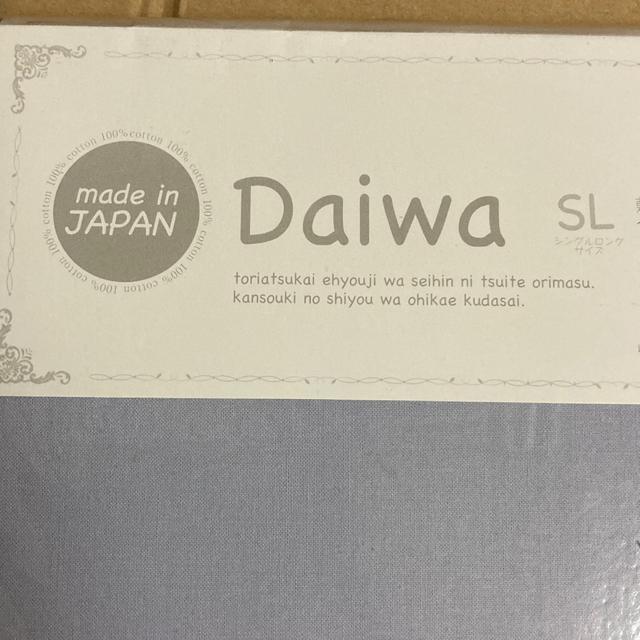 100% cotton 100% cotton 100% cotton 100% cotton 100% cotton 100% cotton
made in
JAPAN
Daiwa
SL
シングルロング
サイズ
toriatsukai ehyouji wa seihin ni tsuite orimasu.
kansouki no shiyou wa ohikae kudasai.